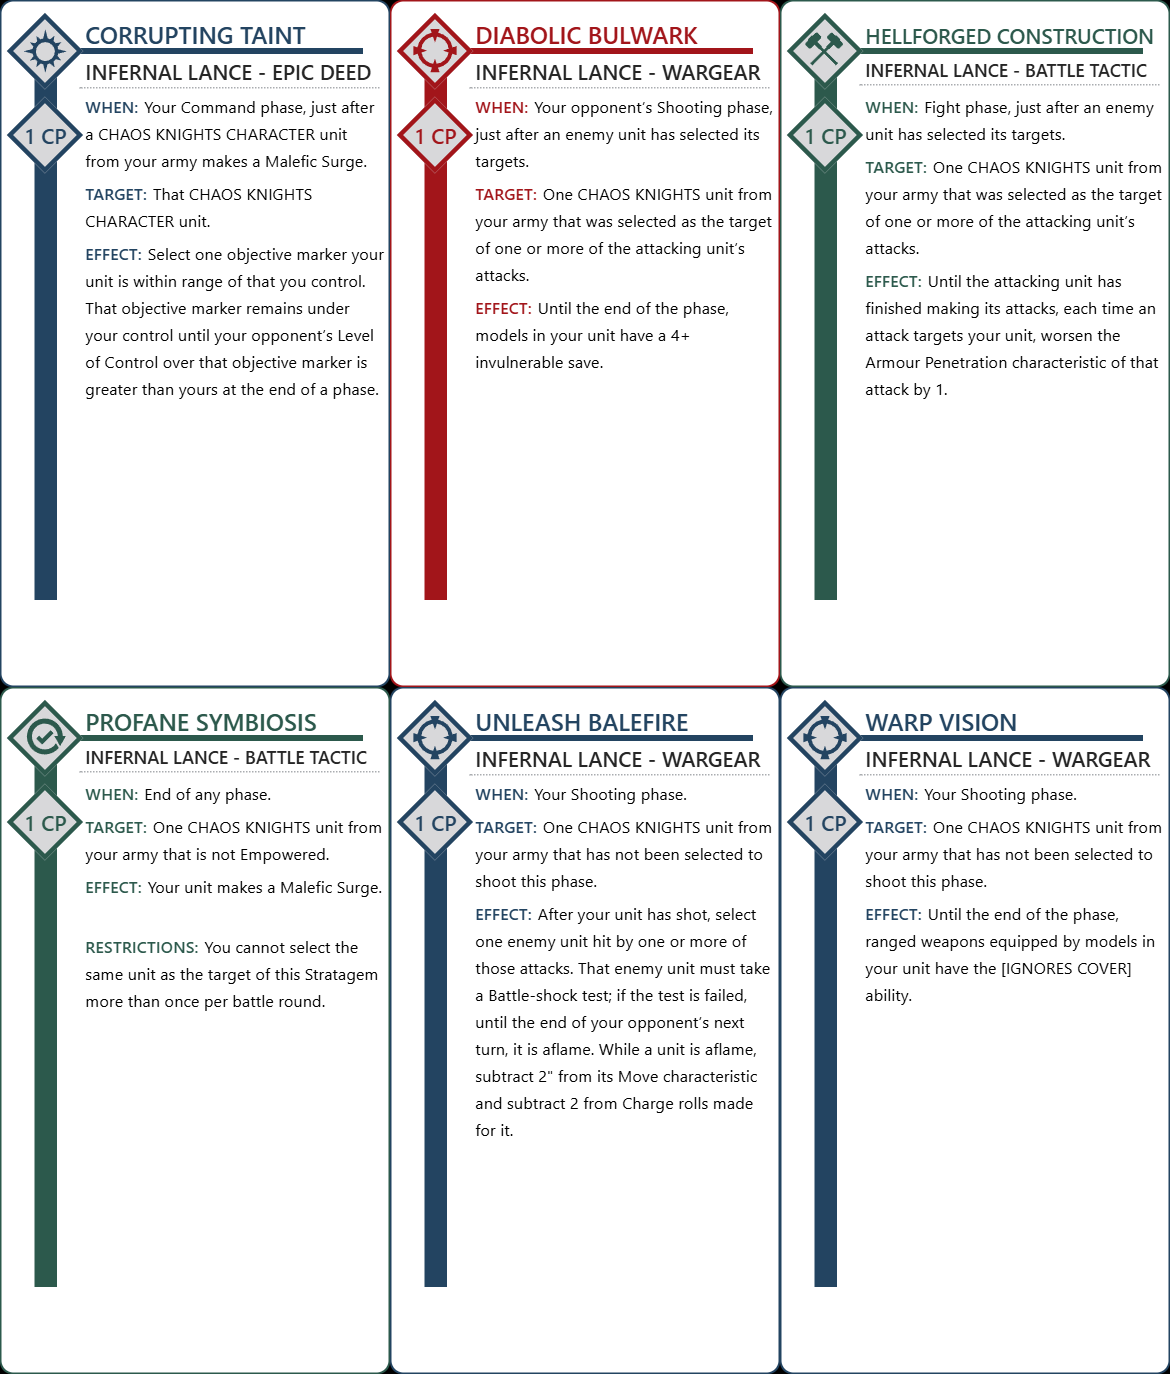 CORRUPTING TAINT
INFERNAL LANCE - EPIC DEED
1 CP
WHEN: Your Command phase, just after
a CHAOS KNIGHTS CHARACTER unit
from your army makes a Malefic Surge.
TARGET: That CHAOS KNIGHTS
CHARACTER unit.
EFFECT: Select one objective marker your
unit is within range of that you control.
That objective marker remains under
your control until your opponent's Level
of Control over that objective marker is
greater than yours at the end of a phase.
DIABOLIC BULWARK
INFERNAL LANCE - WARGEAR
1 CP
WHEN: Your opponent's Shooting phase,
just after an enemy unit has selected its
targets.
TARGET: One CHAOS KNIGHTS unit from
your army that was selected as the target
of one or more of the attacking unit's
attacks.
EFFECT: Until the end of the phase,
models in your unit have a 4+
invulnerable save.
HELLFORGED CONSTRUCTION
INFERNAL LANCE - BATTLE TACTIC
1 CP
WHEN: Fight phase, just after an enemy
unit has selected its targets.
TARGET: One CHAOS KNIGHTS unit from
your army that was selected as the target
of one or more of the attacking unit's
attacks.
EFFECT: Until the attacking unit has
finished making its attacks, each time an
attack targets your unit, worsen the
Armour Penetration characteristic of that
attack by 1.
PROFANE SYMBIOSIS
INFERNAL LANCE - BATTLE TACTIC
1 CP
WHEN: End of any phase.
TARGET: One CHAOS KNIGHTS unit from
your army that is not Empowered.
EFFECT: Your unit makes a Malefic Surge.
RESTRICTIONS: You cannot select the
same unit as the target of this Stratagem
more than once per battle round.
UNLEASH BALEFIRE
INFERNAL LANCE - WARGEAR
1 CP
WHEN: Your Shooting phase.
TARGET: One CHAOS KNIGHTS unit from
your army that has not been selected to
shoot this phase.
EFFECT: After your unit has shot, select
one enemy unit hit by one or more of
those attacks. That enemy unit must take
a Battle-shock test; if the test is failed,
until the end of your opponent's next
turn, it is aflame. While a unit is aflame,
subtract 2" from its Move characteristic
and subtract 2 from Charge rolls made
for it.
WARP VISION
INFERNAL LANCE - WARGEAR
1 CP
WHEN: Your Shooting phase.
TARGET: One CHAOS KNIGHTS unit from
your army that has not been selected to
shoot this phase.
EFFECT: Until the end of the phase,
ranged weapons equipped by models in
your unit have the [IGNORES COVER]
ability.